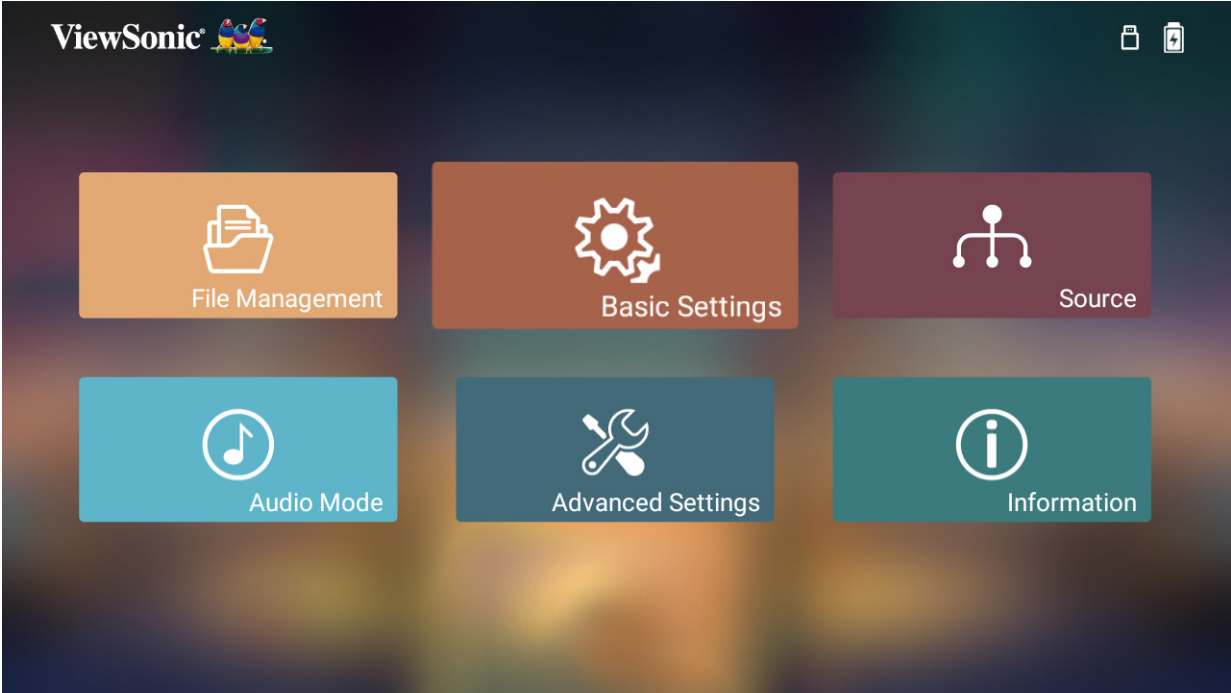 ViewSonic®
File Management
Basic Settings
Source
Audio Mode
Advanced Settings
Information